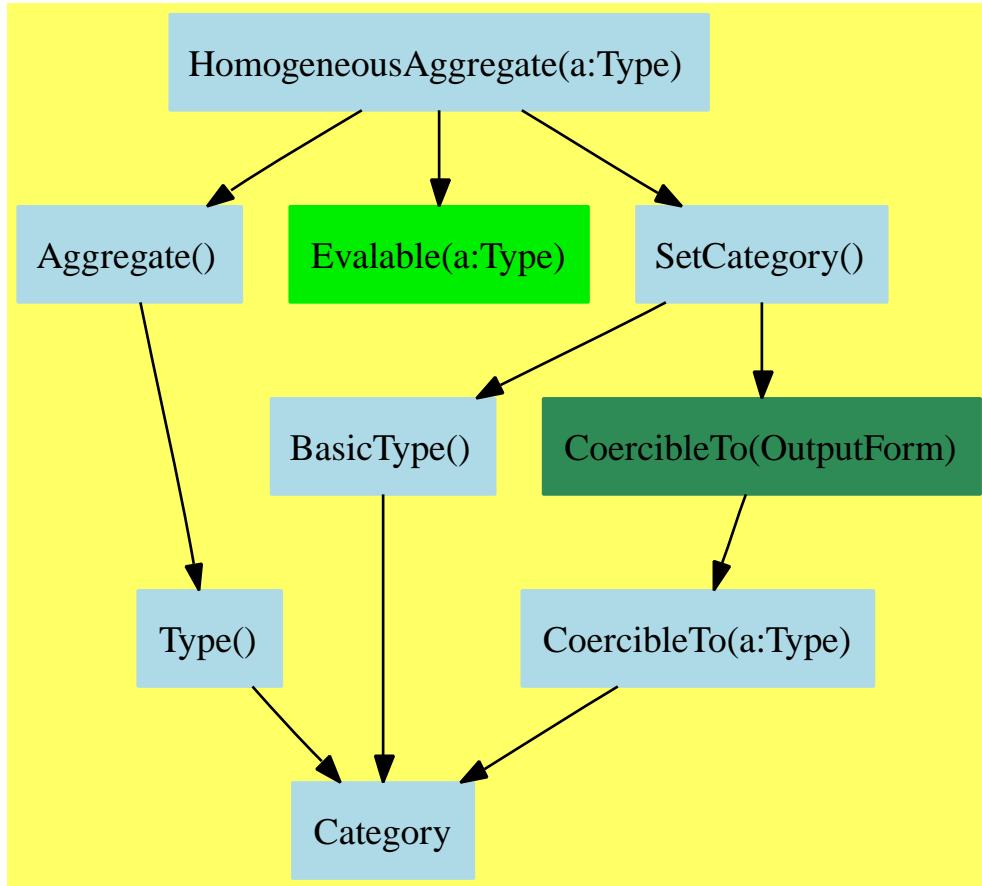 HomogeneousAggregate(a:Type)
Aggregate()
Evalable(a:Type)
SetCategory()
BasicType()
CoercibleTo(OutputForm)
Type()
CoercibleTo(a:Type)
Category